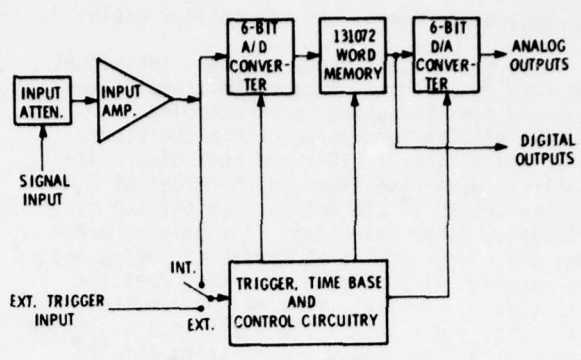 6-BIT
A/D
CONVER-
TER
131072
WORD
MEMORY
6-BIT
D/A
CONVER-
TER
ANALOG
OUTPUTS
INPUT
ATTEN.
INPUT
AMP.
DIGITAL
OUTPUTS
SIGNAL
INPUT
INT.
TRIGGER, TIME BASE
AND
CONTROL CIRCUITRY
EXT. TRIGGER
INPUT
EXT.